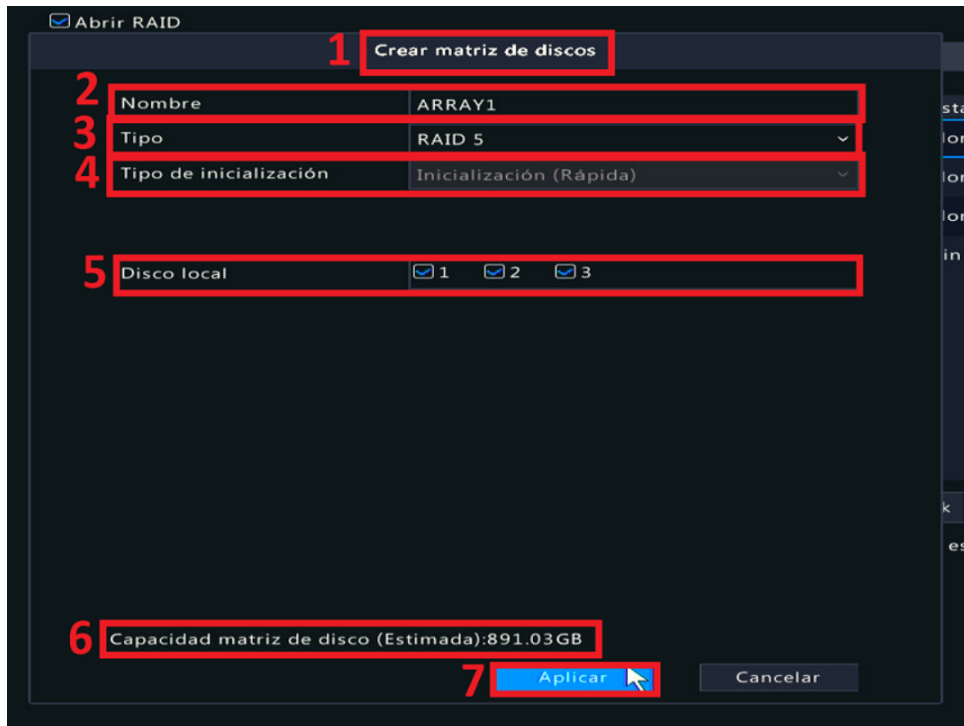 Abrir RAID
1 Crear matriz de discos
2 Nombre ARRAY1
3 Tipo RAID 5
4 Tipo de inicialización Inicialización (Rápida)
5 Disco local 1 2 3
6 Capacidad matriz de disco (Estimada):891.03GB
7 Aplicar Cancelar